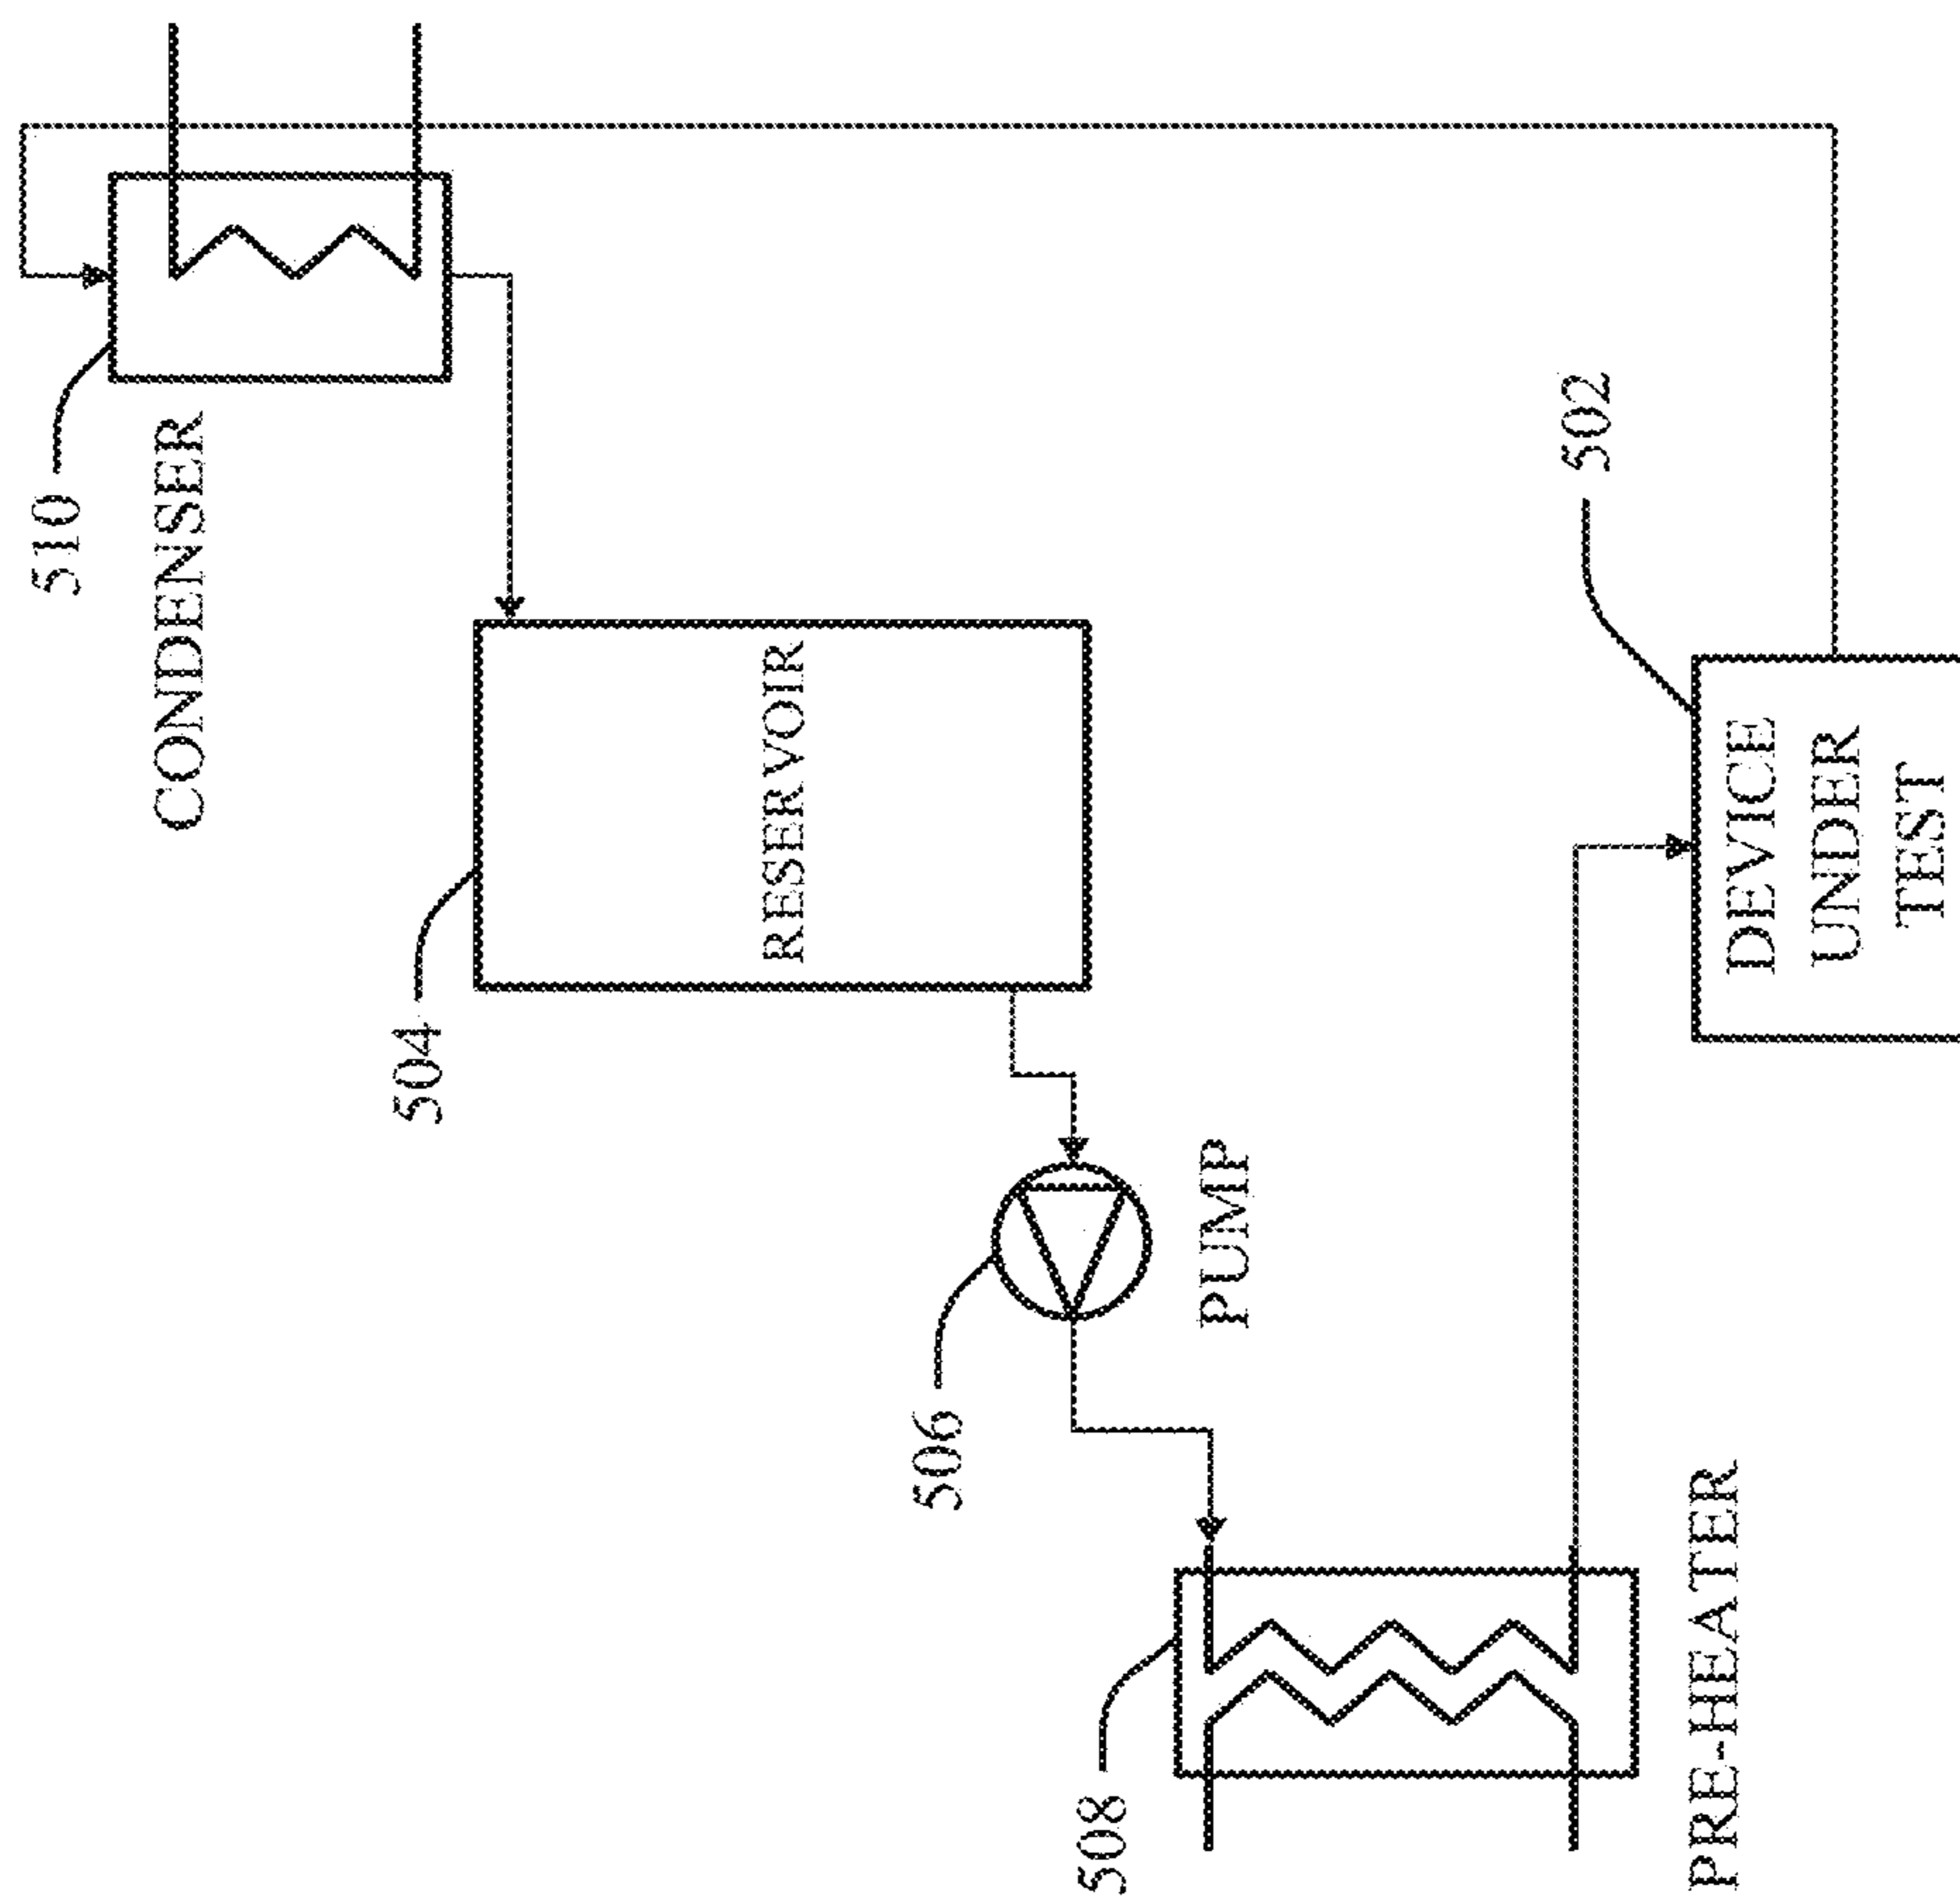 510
CONDENSER
504
RESERVOIR
506
PUMP
508
PRE-HEATER
502
DEVICE
UNDER
TEST